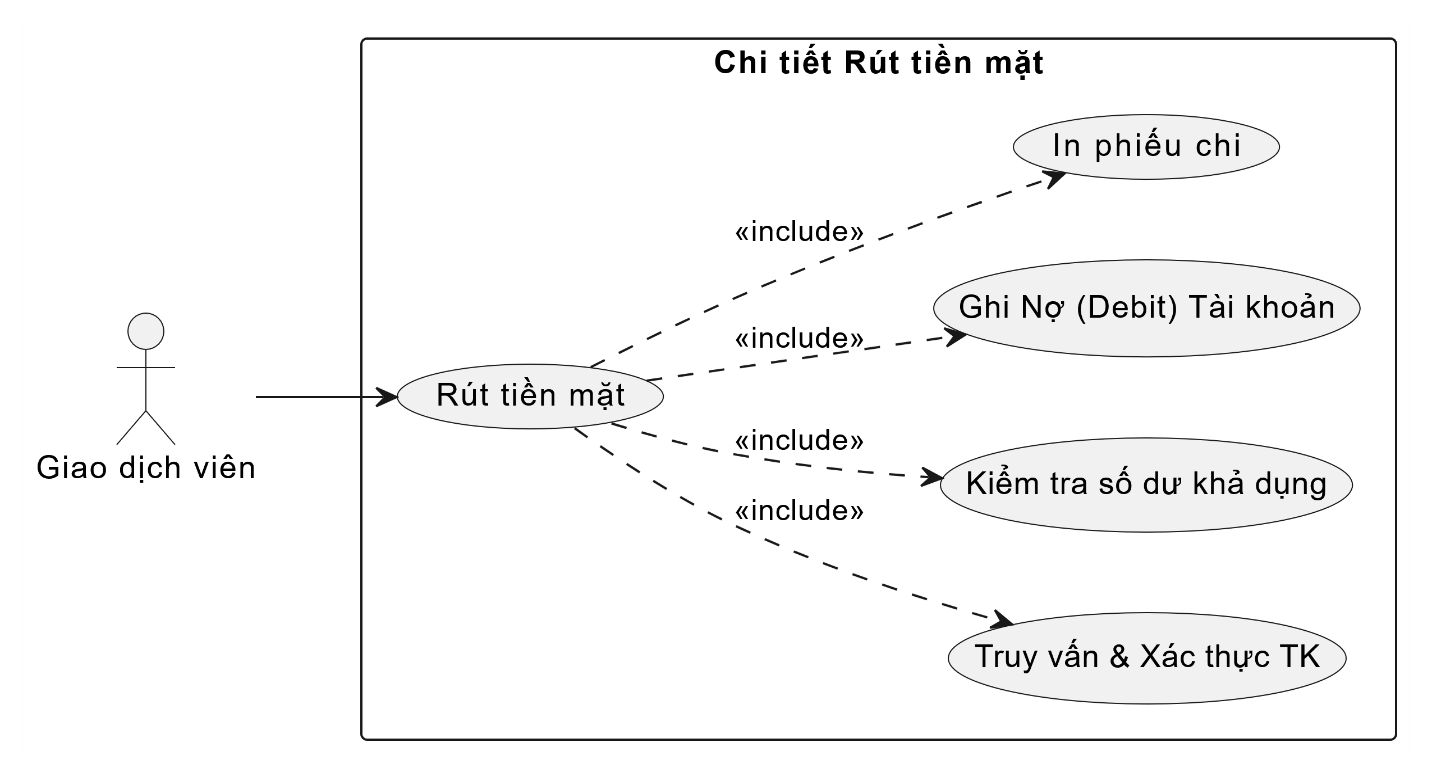 Chi tiết Rút tiền mặt
In phiếu chi
«include»
Ghi Nợ (Debit) Tài khoản
«include»
Rút tiền mặt
«include»
Giao dịch viên
Kiểm tra số dư khả dụng
«include»
Truy vấn & Xác thực TK